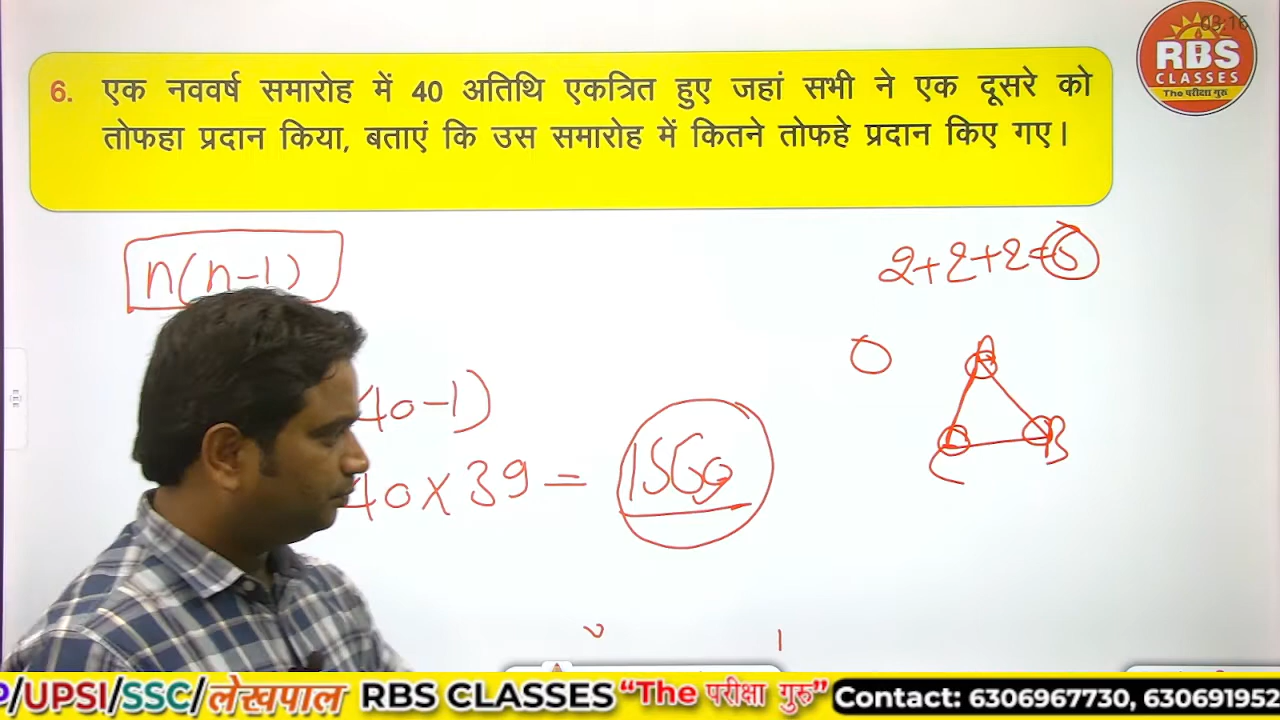 03:16
RBS
CLASSES
The परीक्षा गुरु
6. एक नववर्ष समारोह में 40 अतिथि एकत्रित हुए जहां सभी ने एक दूसरे को
तोफहा प्रदान किया, बताएं कि उस समारोह में कितने तोफहे प्रदान किए गए।
n(n-1)
2+2+2=6
A
B
C
40-1)
40×39 = 1560
P/UPSI/SSC/लेखपाल RBS CLASSES “The परीक्षा गुरु” Contact: 6306967730, 630691952